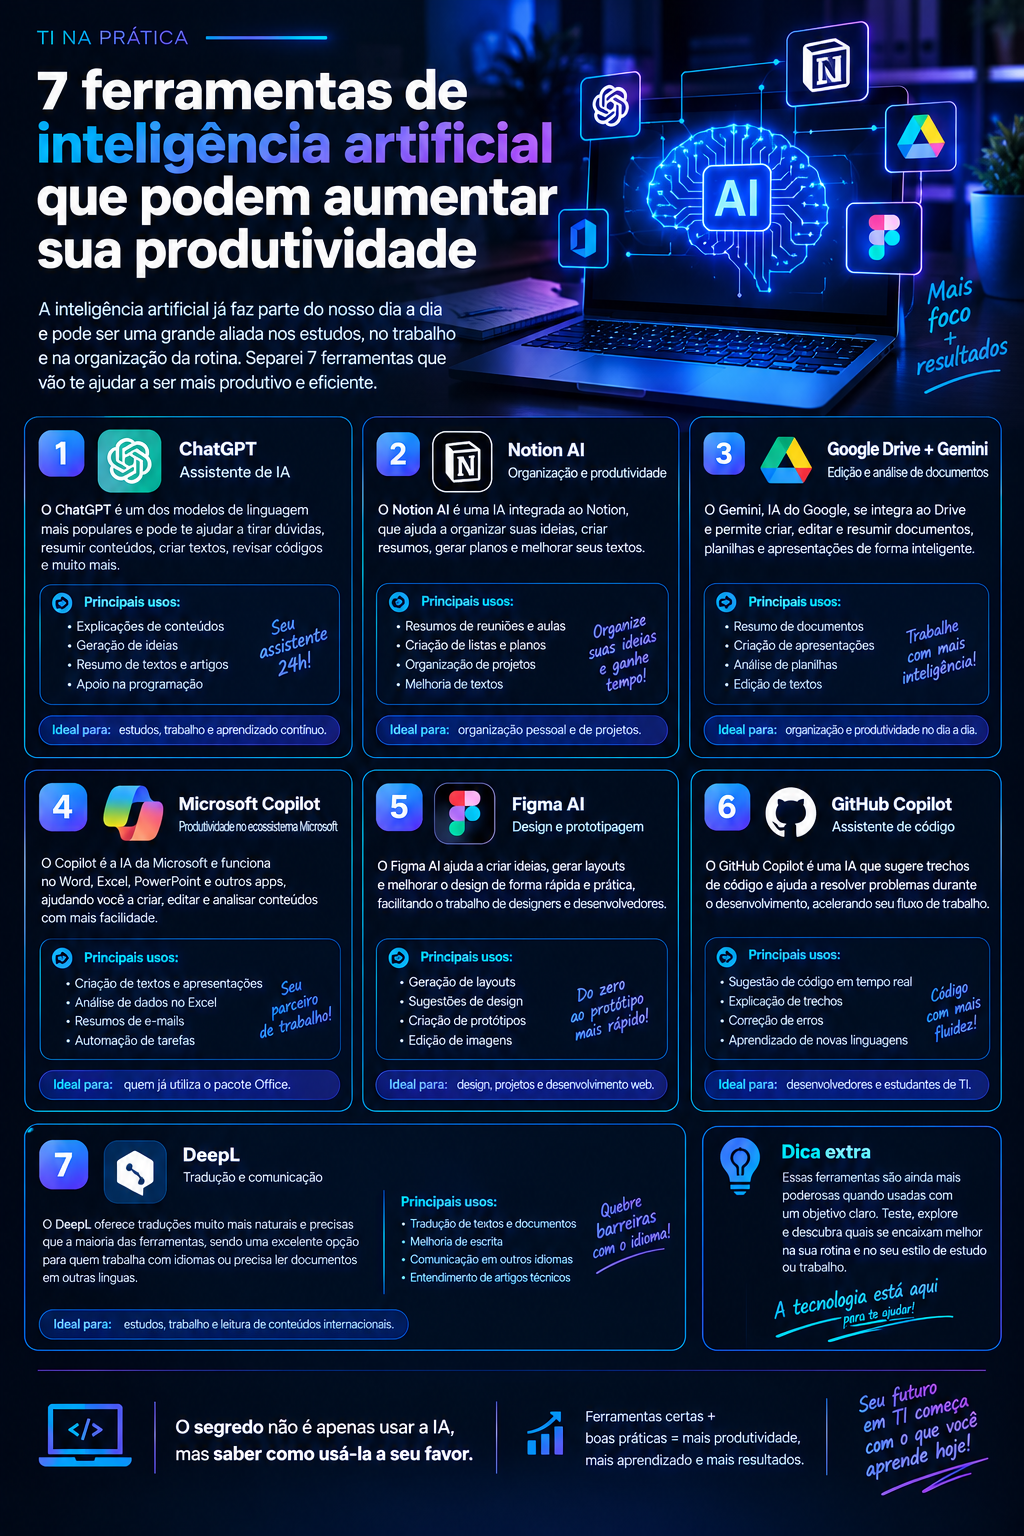 TI NA PRÁTICA
7 ferramentas de
inteligência artificial
que podem aumentar
sua produtividade
A inteligência artificial já faz parte do nosso dia a dia
e pode ser uma grande aliada nos estudos, no trabalho
e na organização da rotina. Separei 7 ferramentas que
vão te ajudar a ser mais produtivo e eficiente.
AI
Mais
foco
+
resultados
1
ChatGPT
Assistente de IA
O ChatGPT é um dos modelos de linguagem
mais populares e pode te ajudar a tirar dúvidas,
resumir conteúdos, criar textos, revisar códigos
e muito mais.
Principais usos:
• Explicações de conteúdos
• Geração de ideias
• Resumo de textos e artigos
• Apoio na programação
Seu
assistente
24h!
Ideal para: estudos, trabalho e aprendizado contínuo.
2
Notion AI
Organização e produtividade
O Notion AI é uma IA integrada ao Notion,
que ajuda a organizar suas ideias, criar
resumos, gerar planos e melhorar seus textos.
Principais usos:
• Resumos de reuniões e aulas
• Criação de listas e planos
• Organização de projetos
• Melhoria de textos
Organize
suas ideias
e ganhe
tempo!
Ideal para: organização pessoal e de projetos.
3
Google Drive + Gemini
Edição e análise de documentos
O Gemini, IA do Google, se integra ao Drive
e permite criar, editar e resumir documentos,
planilhas e apresentações de forma inteligente.
Principais usos:
• Resumo de documentos
• Criação de apresentações
• Análise de planilhas
• Edição de textos
Trabalhe
com mais
inteligência!
Ideal para: organização e produtividade no dia a dia.
4
Microsoft Copilot
Produtividade no ecossistema Microsoft
O Copilot é a IA da Microsoft e funciona
no Word, Excel, PowerPoint e outros apps,
ajudando você a criar, editar e analisar conteúdos
com mais facilidade.
Principais usos:
• Criação de textos e apresentações
• Análise de dados no Excel
• Resumos de e-mails
• Automação de tarefas
Seu
parceiro
de trabalho!
Ideal para: quem já utiliza o pacote Office.
5
Figma AI
Design e prototipagem
O Figma AI ajuda a criar ideias, gerar layouts
e melhorar o design de forma rápida e prática,
facilitando o trabalho de designers e desenvolvedores.
Principais usos:
• Geração de layouts
• Sugestões de design
• Criação de protótipos
• Edição de imagens
Do zero
ao protótipo
mais rápido!
Ideal para: design, projetos e desenvolvimento web.
6
GitHub Copilot
Assistente de código
O GitHub Copilot é uma IA que sugere trechos
de código e ajuda a resolver problemas durante
o desenvolvimento, acelerando seu fluxo de trabalho.
Principais usos:
• Sugestão de código em tempo real
• Explicação de trechos
• Correção de erros
• Aprendizado de novas linguagens
Código
com mais
fluidez!
Ideal para: desenvolvedores e estudantes de TI.
7
DeepL
Tradução e comunicação
O DeepL oferece traduções muito mais naturais e precisas
que a maioria das ferramentas, sendo uma excelente opção
para quem trabalha com idiomas ou precisa ler documentos
em outras línguas.
Principais usos:
• Tradução de textos e documentos
• Melhoria de escrita
• Comunicação em outros idiomas
• Entendimento de artigos técnicos
Quebre
barreiras
com o idioma!
Ideal para: estudos, trabalho e leitura de conteúdos internacionais.
Dica extra
Essas ferramentas são ainda mais
poderosas quando usadas com
um objetivo claro. Teste, explore
e descubra quais se encaixam melhor
na sua rotina e no seu estilo de estudo
ou trabalho.
A tecnologia está aqui
para te ajudar!
</>
O segredo não é apenas usar a IA,
mas saber como usá-la a seu favor.
Ferramentas certas +
boas práticas = mais produtividade,
mais aprendizado e mais resultados.
Seu futuro
em TI começa
com o que você
aprende hoje!